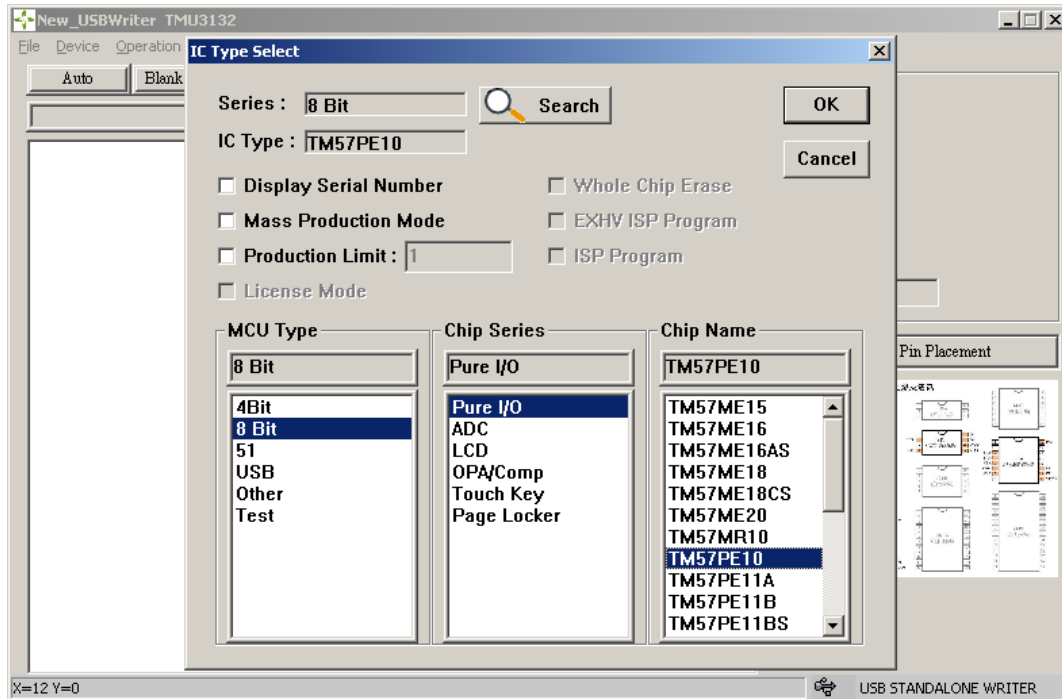 New_USBWriter TMU3132
File Device Operation
IC Type Select
Auto
Blank
Series : 8 Bit
Search
OK
IC Type : TM57PE10
Cancel
Display Serial Number
Whole Chip Erase
Mass Production Mode
EXHV ISP Program
Production Limit : 1
ISP Program
License Mode
MCU Type
Chip Series
Chip Name
8 Bit
Pure I/O
TM57PE10
4Bit
8 Bit
51
USB
Other
Test
Pure I/O
ADC
LCD
OPA/Comp
Touch Key
Page Locker
TM57ME15
TM57ME16
TM57ME16AS
TM57ME18
TM57ME18CS
TM57ME20
TM57MR10
TM57PE10
TM57PE11A
TM57PE11B
TM57PE11BS
Pin Placement
X=12 Y=0
USB STANDALONE WRITER